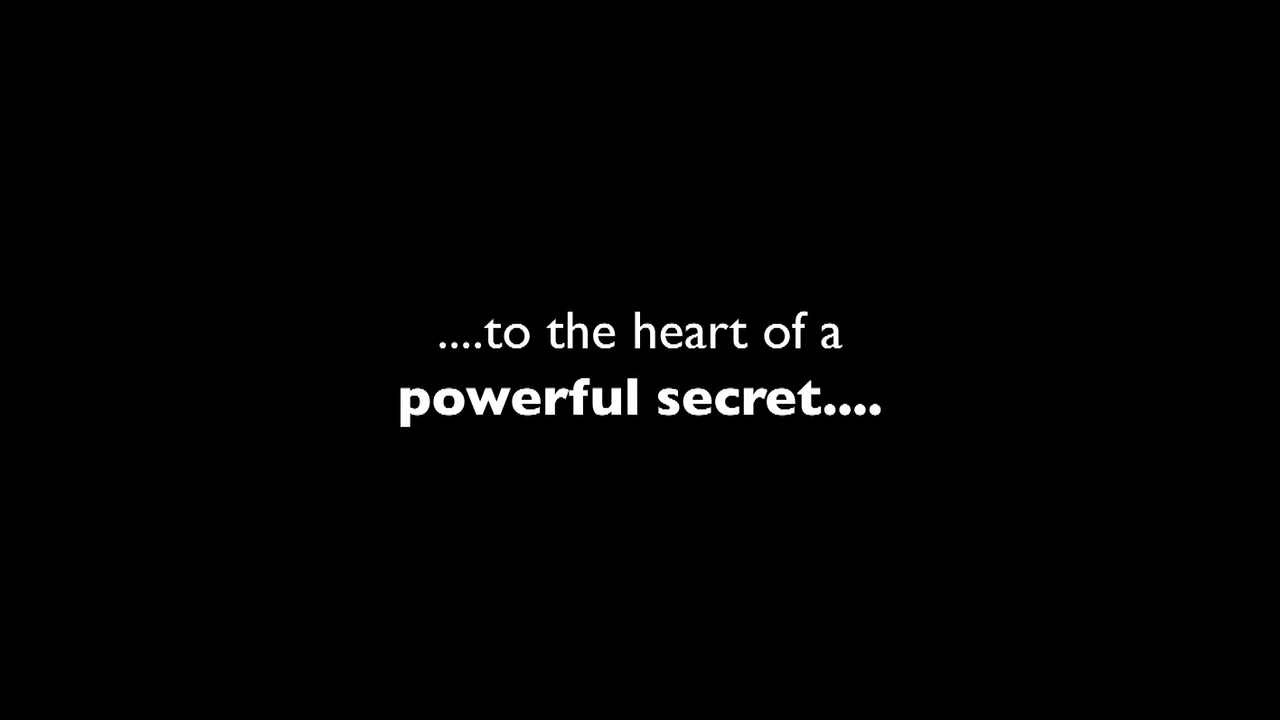 ....to the heart of a
powerful secret....